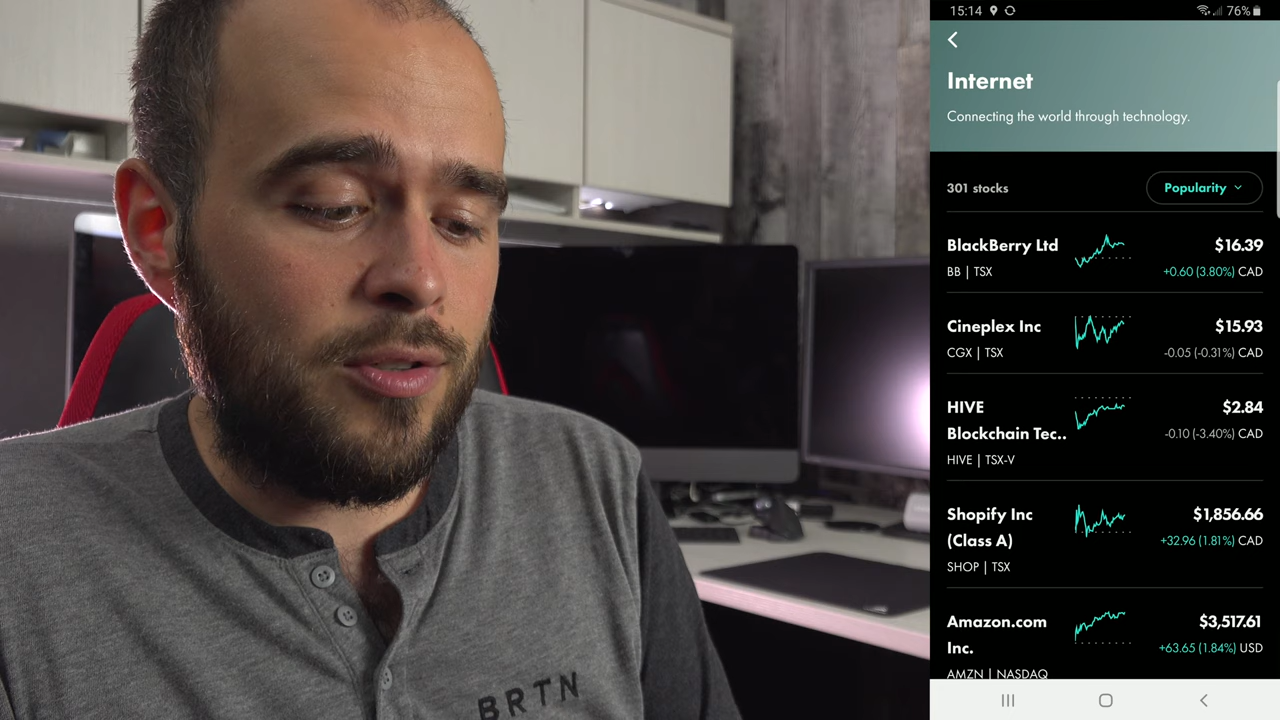 15:14
76%
Internet
Connecting the world through technology.
301 stocks
Popularity
BlackBerry Ltd
$16.39
BB | TSX
+0.60 (3.80%) CAD
Cineplex Inc
$15.93
CGX | TSX
-0.05 (-0.31%) CAD
HIVE
$2.84
Blockchain Tec..
-0.10 (-3.40%) CAD
HIVE | TSX-V
Shopify Inc
$1,856.66
(Class A)
+32.96 (1.81%) CAD
SHOP | TSX
Amazon.com
$3,517.61
Inc.
+63.65 (1.84%) USD
AMZN | NASDAQ
BRTN